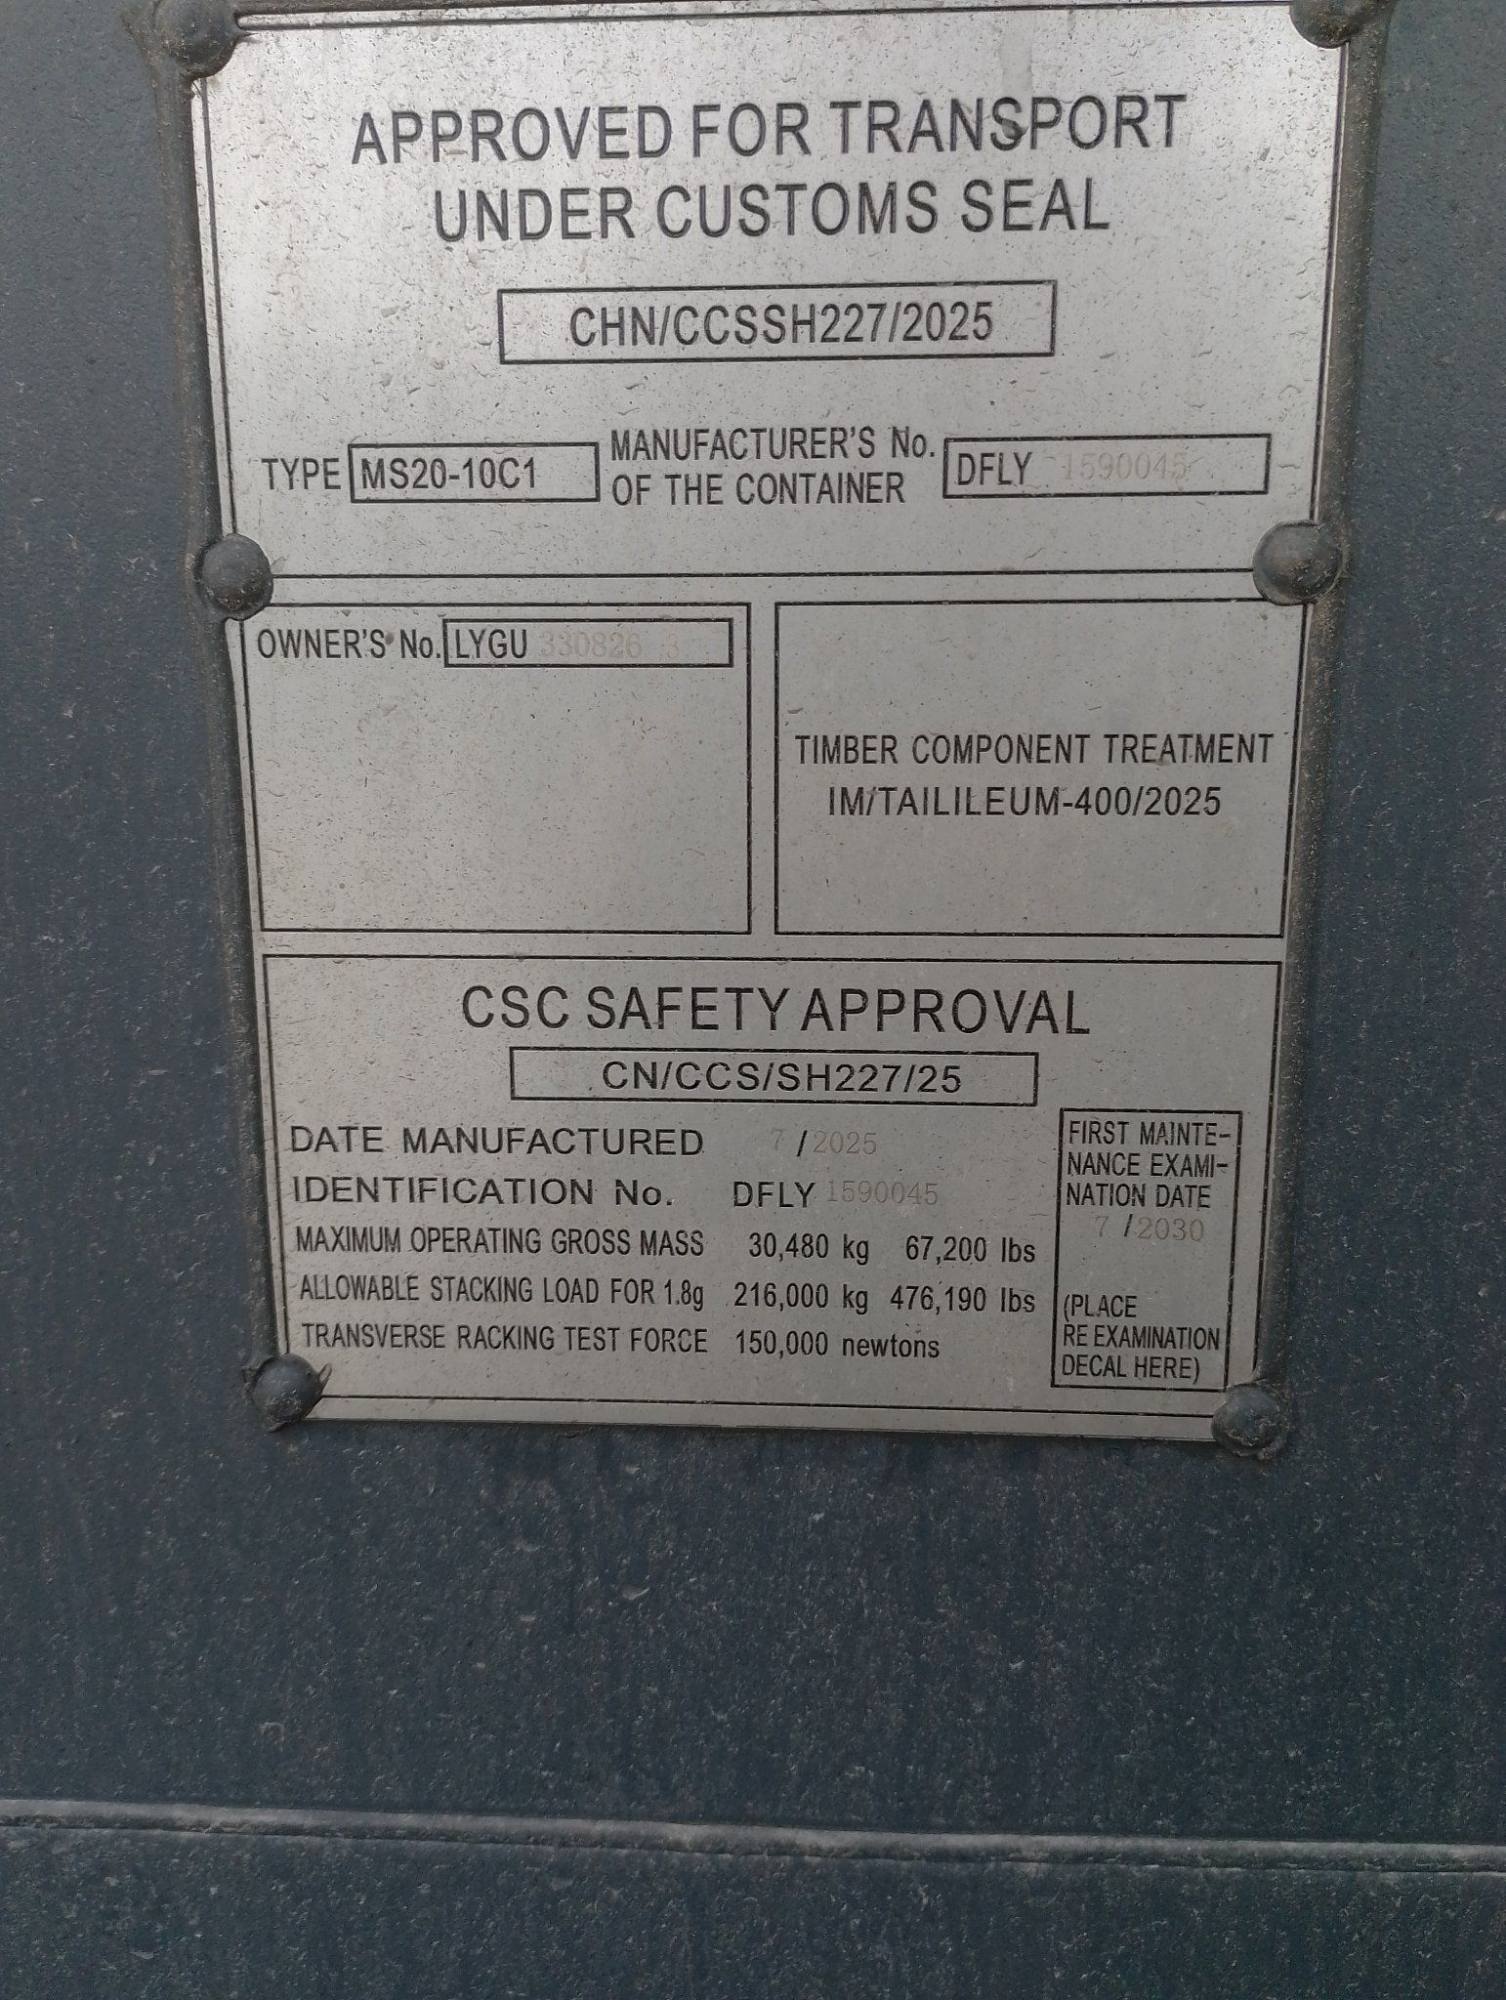 APPROVED FOR TRANSPORT
UNDER CUSTOMS SEAL
CHN/CCSSH227/2025
TYPE MS20-10C1
MANUFACTURER'S No.
OF THE CONTAINER
DFLY 1590045
OWNER'S No. LYGU 330826 3
TIMBER COMPONENT TREATMENT
IM/TAILILEUM-400/2025
CSC SAFETY APPROVAL
CN/CCS/SH227/25
DATE MANUFACTURED 7 / 2025
IDENTIFICATION No. DFLY 1590045
MAXIMUM OPERATING GROSS MASS 30,480 kg 67,200 lbs
ALLOWABLE STACKING LOAD FOR 1.8g 216,000 kg 476,190 lbs
TRANSVERSE RACKING TEST FORCE 150,000 newtons
FIRST MAINTE-
NANCE EXAMI-
NATION DATE
7 / 2030
(PLACE
RE EXAMINATION
DECAL HERE)